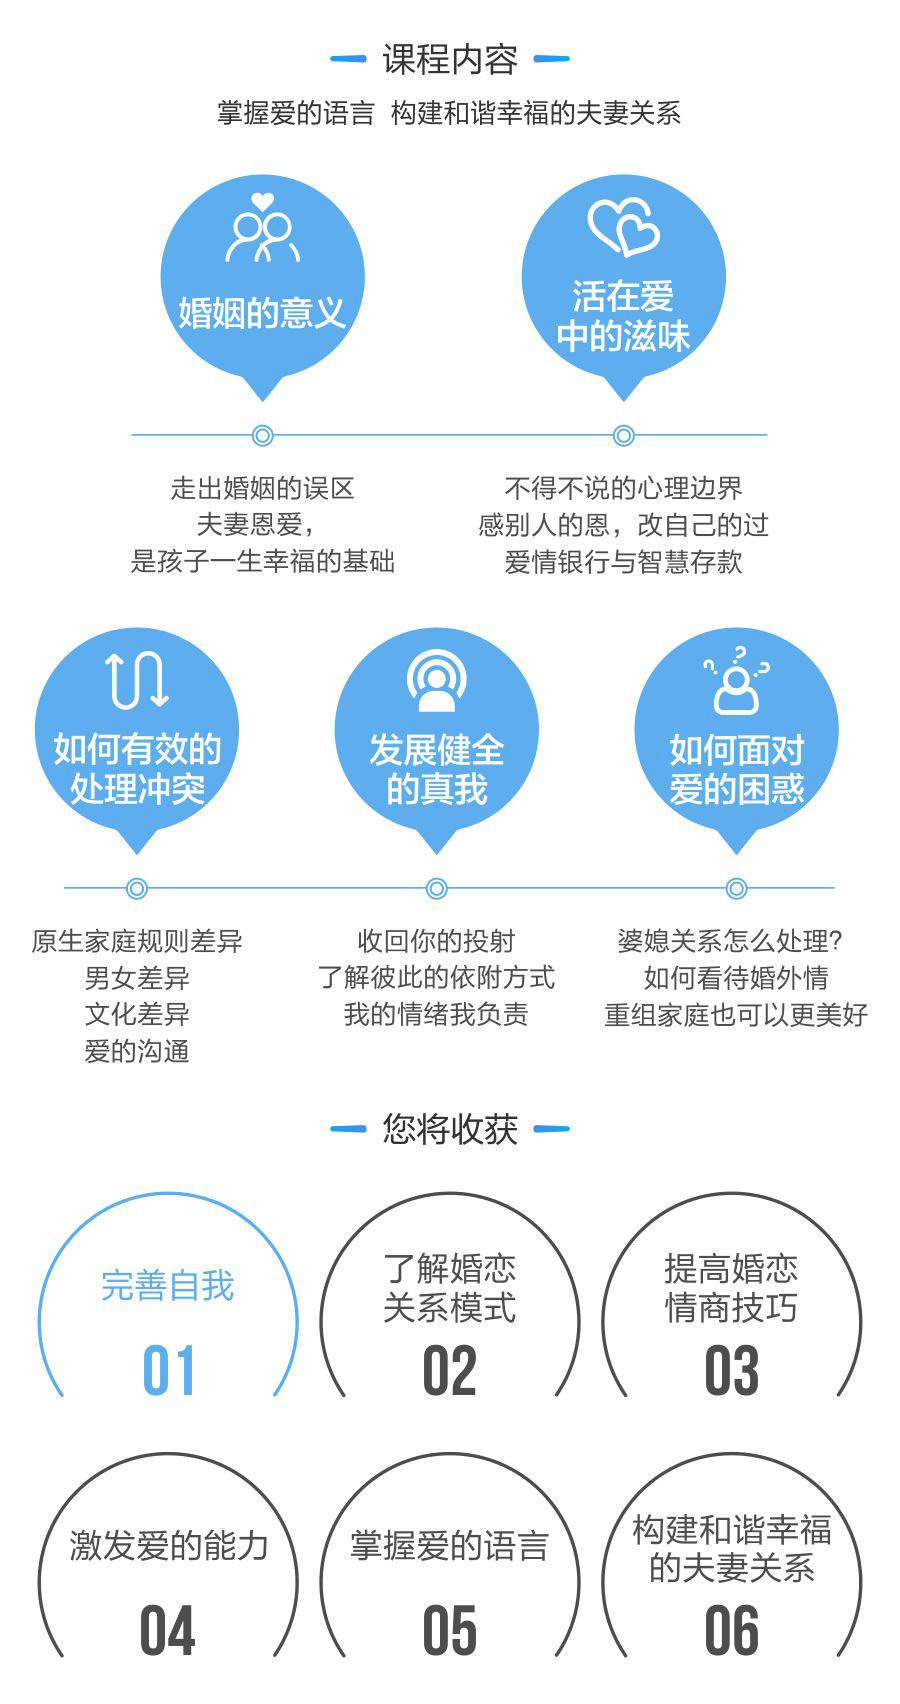 课程内容
掌握爱的语言 构建和谐幸福的夫妻关系
婚姻的意义
走出婚姻的误区
夫妻恩爱，
是孩子一生幸福的基础
活在爱
中的滋味
不得不说的心理边界
感别人的恩，改自己的过
爱情银行与智慧存款
如何有效的
处理冲突
原生家庭规则差异
男女差异
文化差异
爱的沟通
发展健全
的真我
收回你的投射
了解彼此的依附方式
我的情绪我负责
如何面对
爱的困惑
婆媳关系怎么处理?
如何看待婚外情
重组家庭也可以更美好
您将收获
完善自我
01
了解婚恋
关系模式
02
提高婚恋
情商技巧
03
激发爱的能力
04
掌握爱的语言
05
构建和谐幸福
的夫妻关系
06